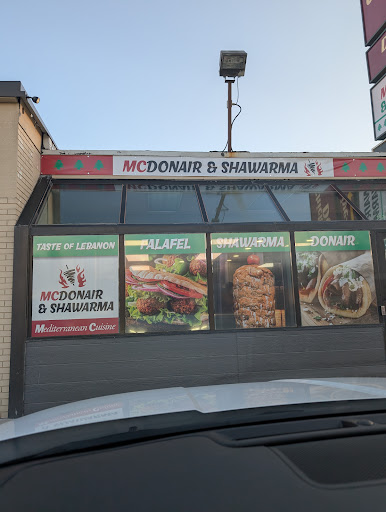 MCDONAIR & SHAWARMA
TASTE OF LEBANON
MCDONAIR
& SHAWARMA
Mediterranean Cuisine
FALAFEL
SHAWARMA
DONAIR